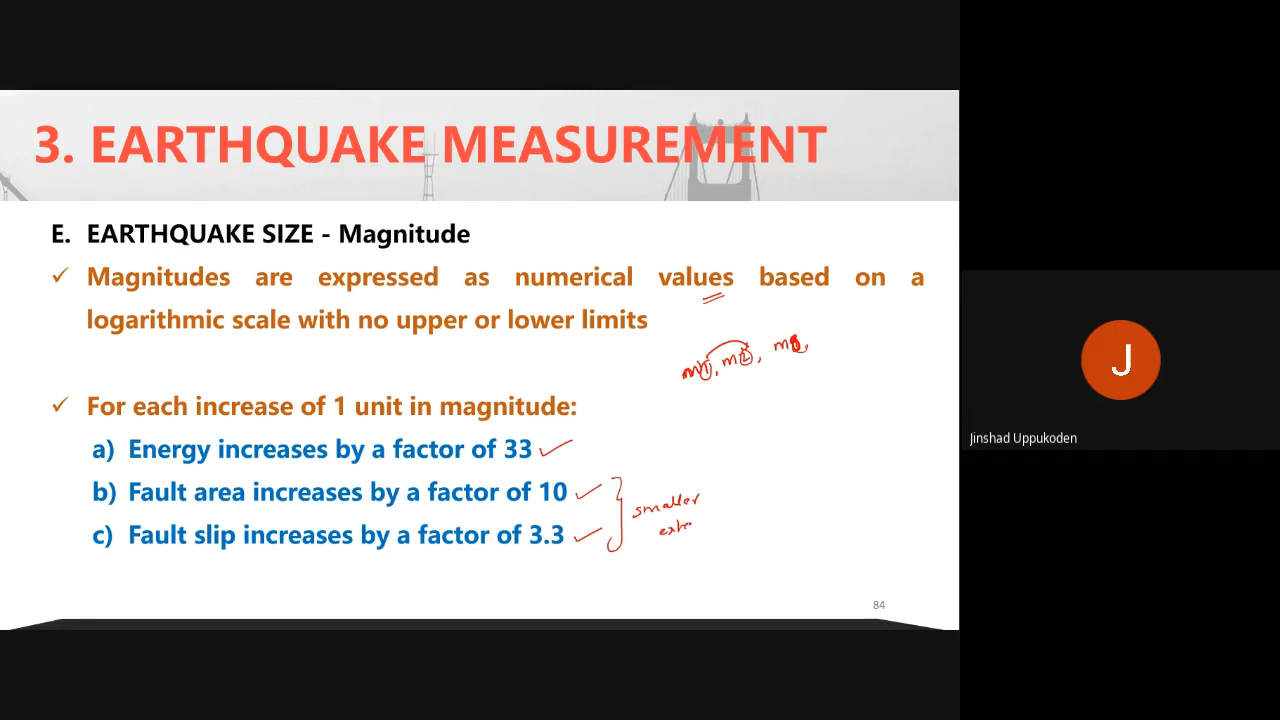 3. EARTHQUAKE MEASUREMENT
E. EARTHQUAKE SIZE - Magnitude
✓ Magnitudes are expressed as numerical values based on a
logarithmic scale with no upper or lower limits
✓ For each increase of 1 unit in magnitude:
a) Energy increases by a factor of 33
b) Fault area increases by a factor of 10
c) Fault slip increases by a factor of 3.3
smaller
84
Jinshad Uppukoden
J